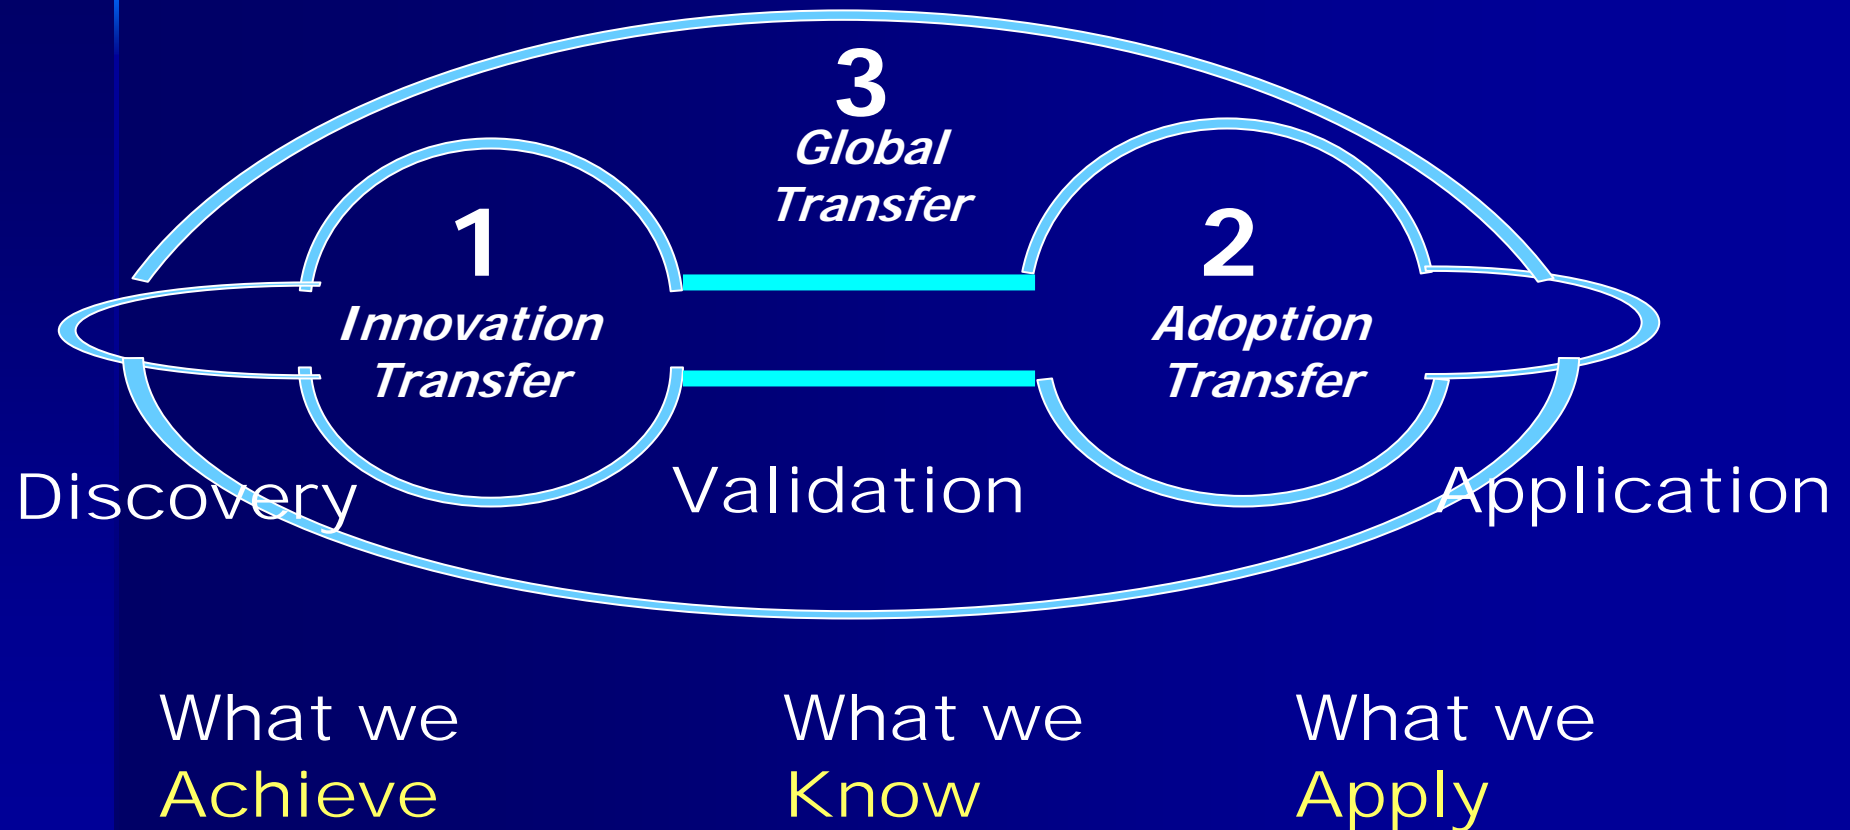 3
Global
Transfer
1
Innovation
Transfer
2
Adoption
Transfer
Discovery
Validation
Application
What we
Achieve
What we
Know
What we
Apply